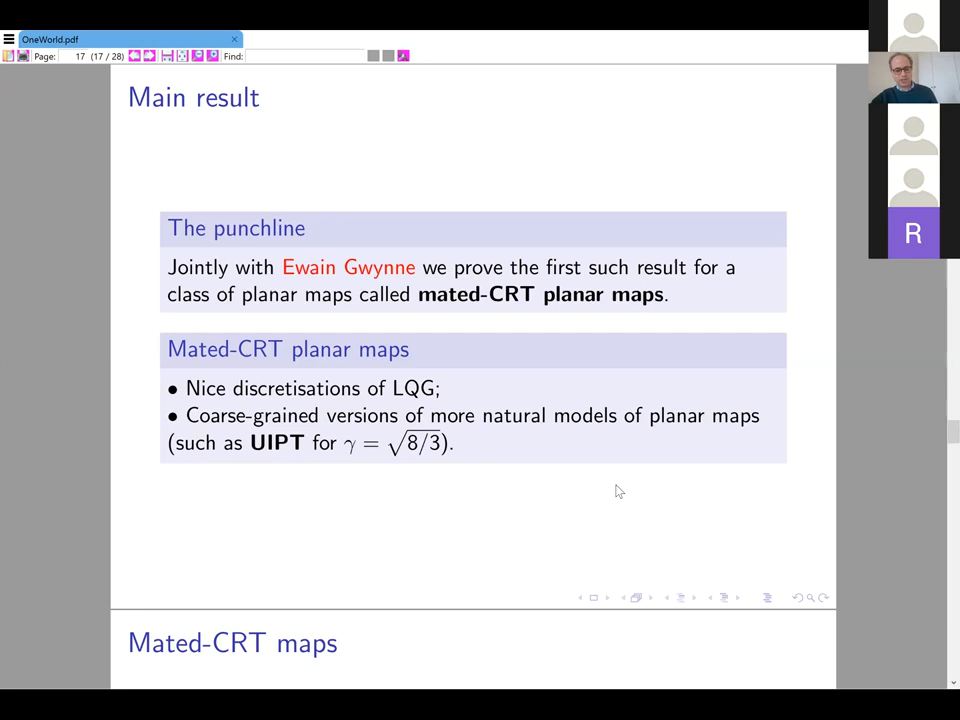 OneWorld.pdf
Page: 17 (17 / 28) Find:
Main result
The punchline
Jointly with Ewain Gwynne we prove the first such result for a
class of planar maps called mated-CRT planar maps.
Mated-CRT planar maps
• Nice discretisations of LQG;
• Coarse-grained versions of more natural models of planar maps
(such as UIPT for γ = √8/3).
Mated-CRT maps
R